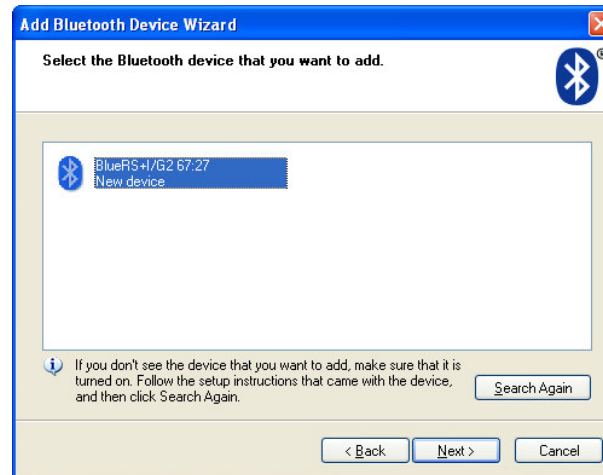 Add Bluetooth Device Wizard
Select the Bluetooth device that you want to add.
BlueRS+I/G2 67:27
New device
If you don't see the device that you want to add, make sure that it is
turned on. Follow the setup instructions that came with the device,
and then click Search Again.
Search Again
< Back
Next >
Cancel